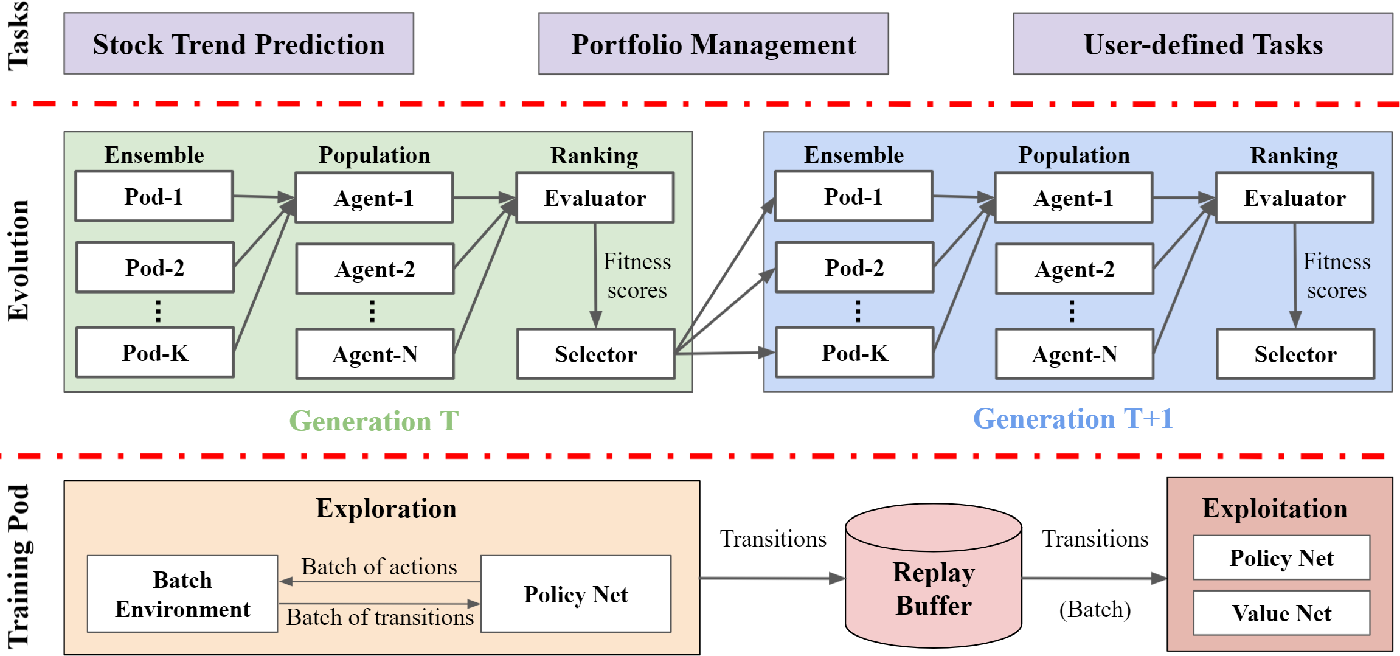 Tasks
Stock Trend Prediction
Portfolio Management
User-defined Tasks
Evolution
Ensemble
Population
Ranking
Pod-1
Agent-1
Evaluator
Pod-2
Agent-2
Fitness
scores
Pod-K
Agent-N
Selector
Generation T
Ensemble
Population
Ranking
Pod-1
Agent-1
Evaluator
Pod-2
Agent-2
Fitness
scores
Pod-K
Agent-N
Selector
Generation T+1
Training Pod
Exploration
Batch
Environment
Batch of actions
Batch of transitions
Policy Net
Transitions
Replay
Buffer
Transitions
(Batch)
Exploitation
Policy Net
Value Net